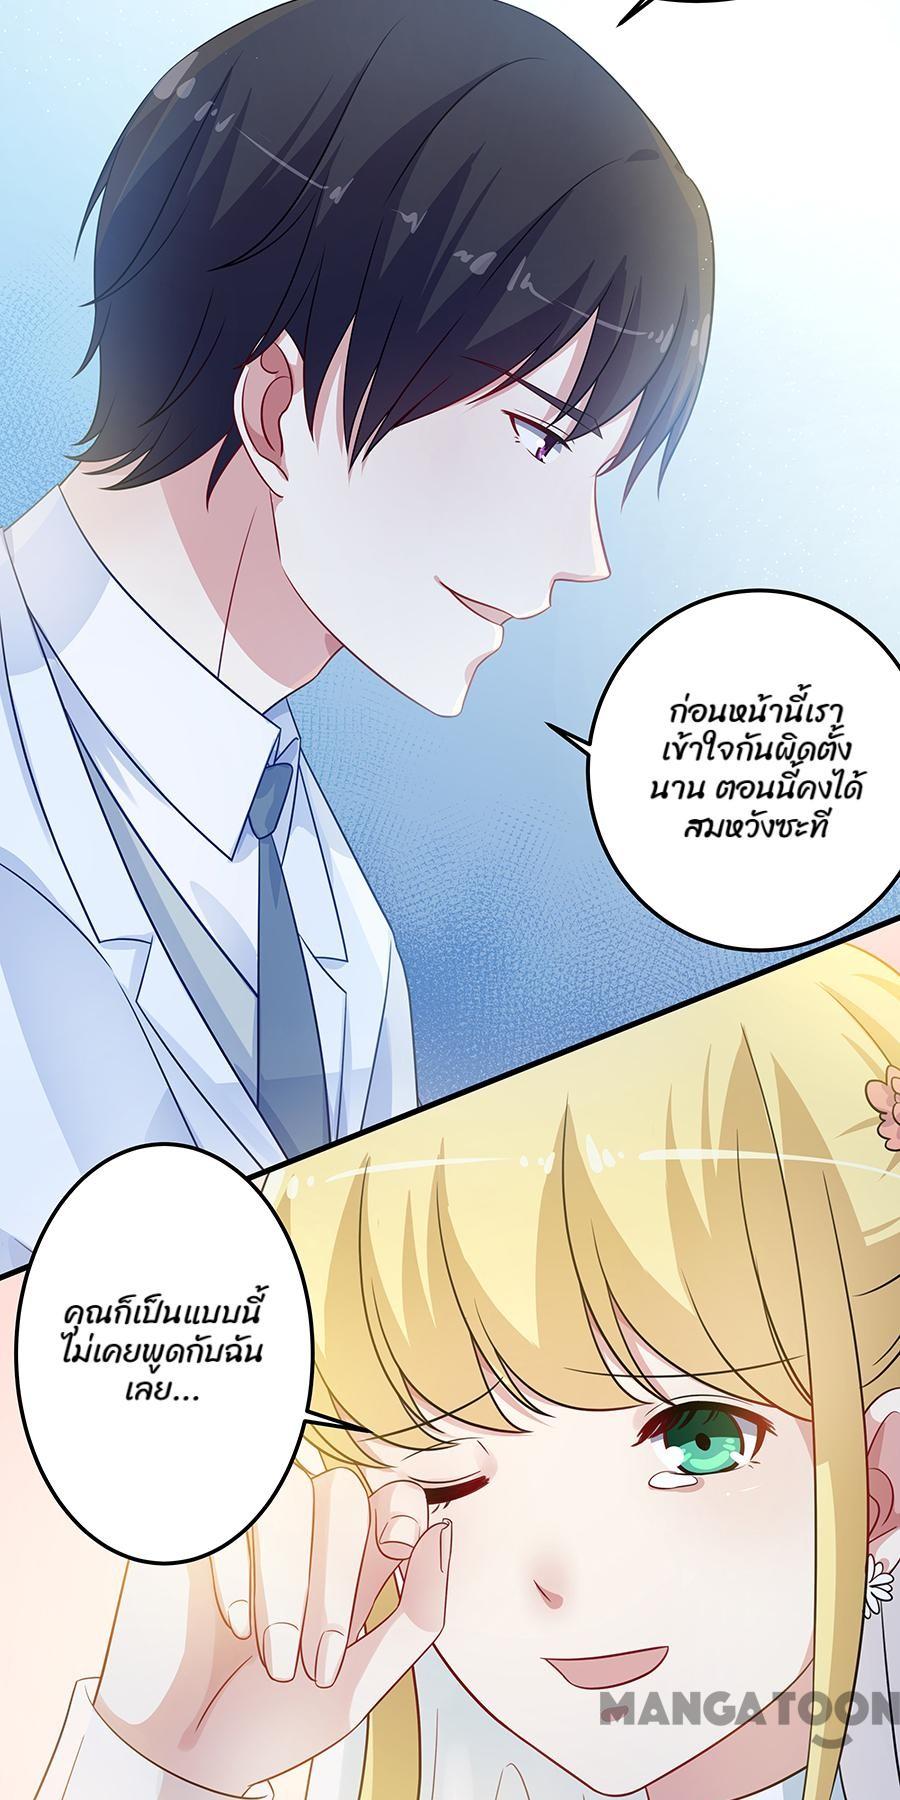 ก่อนหน้านี้เรา
เข้าใจกันผิดตั้ง
นาน ตอนนี้คงได้
สมหวังซะที
คุณก็เป็นแบบนี้
ไม่เคยพูดกับฉัน
เลย...
MANGATOON